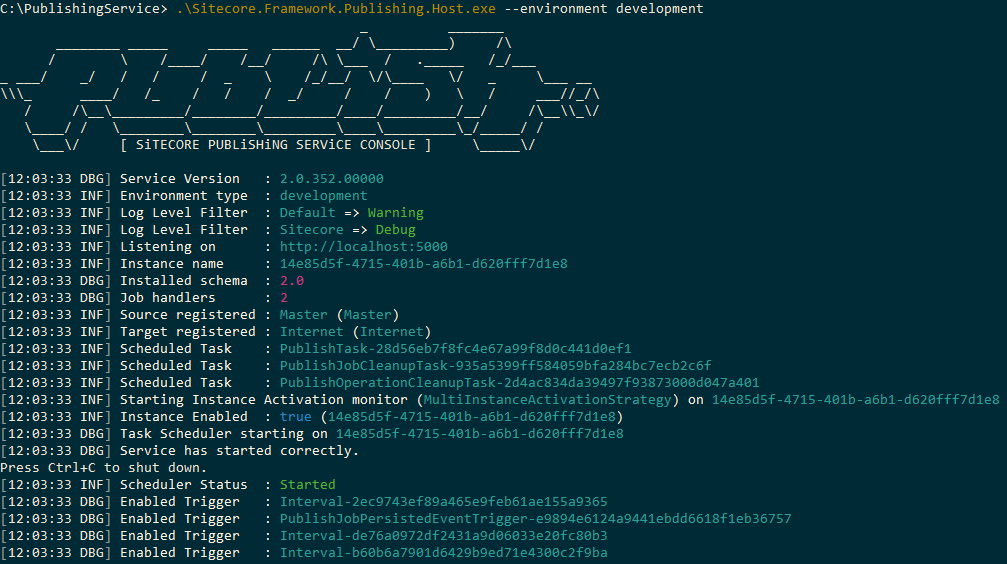 C:\PublishingService> .\Sitecore.Framework.Publishing.Host.exe --environment development
[ SiTECORE PUBLiSHiNG SERViCE CONSOLE ]
[12:03:33 DBG] Service Version   : 2.0.352.00000
[12:03:33 INF] Environment type  : development
[12:03:33 INF] Log Level Filter  : Default => Warning
[12:03:33 INF] Log Level Filter  : Sitecore => Debug
[12:03:33 INF] Listening on      : http://localhost:5000
[12:03:33 INF] Instance name     : 14e85d5f-4715-401b-a6b1-d620fff7d1e8
[12:03:33 DBG] Installed schema  : 2.0
[12:03:33 DBG] Job handlers      : 2
[12:03:33 INF] Source registered : Master (Master)
[12:03:33 INF] Target registered : Internet (Internet)
[12:03:33 INF] Scheduled Task    : PublishTask-28d56eb7f8fc4e67a99f8d0c441d0ef1
[12:03:33 INF] Scheduled Task    : PublishJobCleanupTask-935a5399ff584059bfa284bc7ecb2c6f
[12:03:33 INF] Scheduled Task    : PublishOperationCleanupTask-2d4ac834da39497f93873000d047a401
[12:03:33 INF] Starting Instance Activation monitor (MultiInstanceActivationStrategy) on 14e85d5f-4715-401b-a6b1-d620fff7d1e8
[12:03:33 INF] Instance Enabled  : true (14e85d5f-4715-401b-a6b1-d620fff7d1e8)
[12:03:33 DBG] Task Scheduler starting on 14e85d5f-4715-401b-a6b1-d620fff7d1e8
[12:03:33 DBG] Service has started correctly.
Press Ctrl+C to shut down.
[12:03:33 INF] Scheduler Status  : Started
[12:03:33 DBG] Enabled Trigger   : Interval-2ec9743ef89a465e9feb61ae155a9365
[12:03:33 DBG] Enabled Trigger   : PublishJobPersistedEventTrigger-e9894e6124a9441ebdd6618f1eb36757
[12:03:33 DBG] Enabled Trigger   : Interval-de76a0972df2431a9d06033e20fc80b3
[12:03:33 DBG] Enabled Trigger   : Interval-b60b6a7901d6429b9ed71e4300c2f9ba